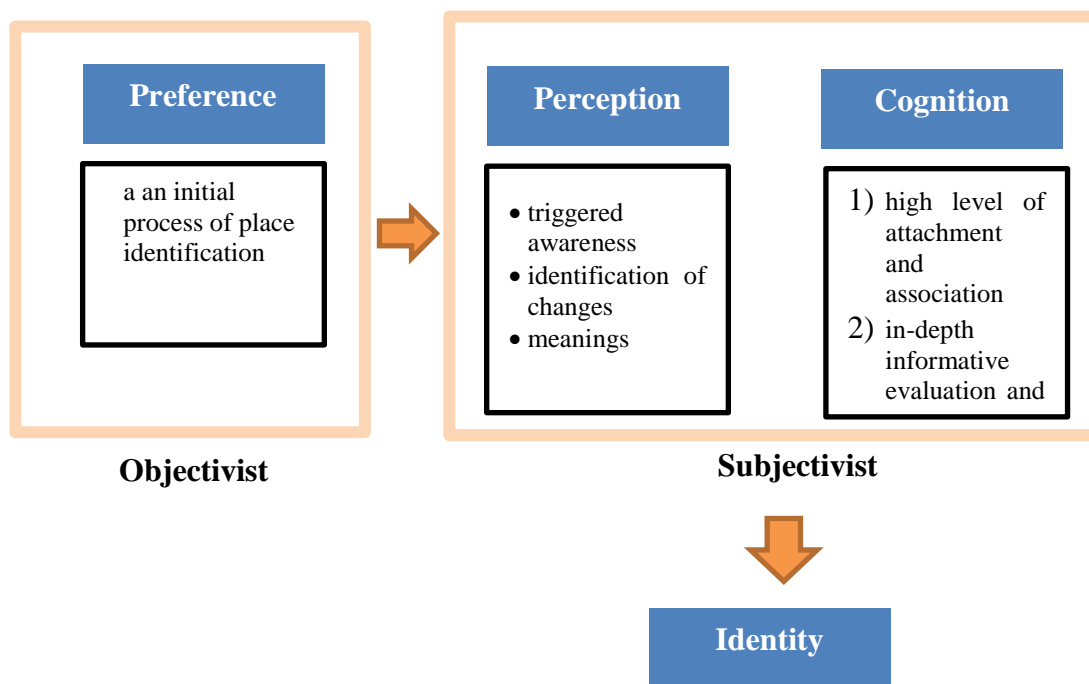 Preference
a an initial
process of place
identification
Objectivist
Perception
• triggered
awareness
• identification of
changes
• meanings
Cognition
1) high level of
attachment
and
association
2) in-depth
informative
evaluation and
Subjectivist
Identity